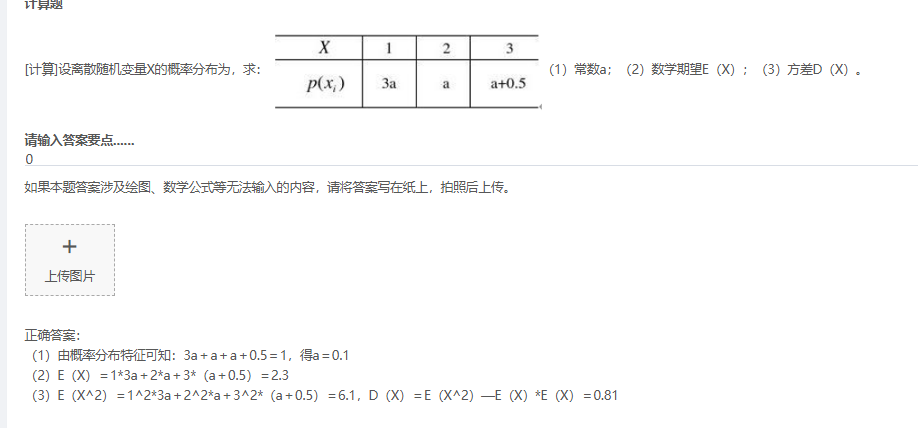 计算题
[计算]设离散随机变量X的概率分布为，求：
X 1 2 3
p(xᵢ) 3a a a+0.5
（1）常数a；（2）数学期望E（X）；（3）方差D（X）。
请输入答案要点......
0
如果本题答案涉及绘图、数学公式等无法输入的内容，请将答案写在纸上，拍照后上传。
+
上传图片
正确答案：
（1）由概率分布特征可知：3a＋a＋a＋0.5＝1，得a＝0.1
（2）E（X）＝1*3a＋2*a＋3*（a＋0.5）＝2.3
（3）E（X^2）＝1^2*3a＋2^2*a＋3^2*（a＋0.5）＝6.1，D（X）＝E（X^2）—E（X）*E（X）＝0.81